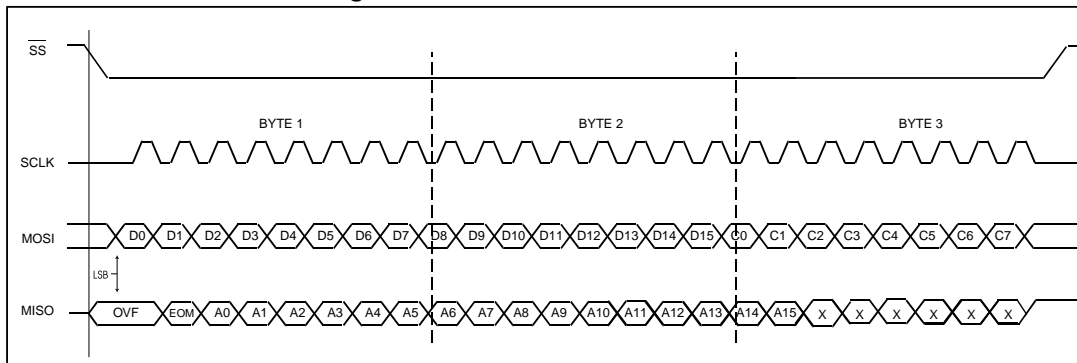 SS
BYTE 1 BYTE 2 BYTE 3
SCLK
MOSI D0 D1 D2 D3 D4 D5 D6 D7 D8 D9 D10 D11 D12 D13 D14 D15 C0 C1 C2 C3 C4 C5 C6 C7
LSB
MISO OVF EOM A0 A1 A2 A3 A4 A5 A6 A7 A8 A9 A10 A11 A12 A13 A14 A15 X X X X X X